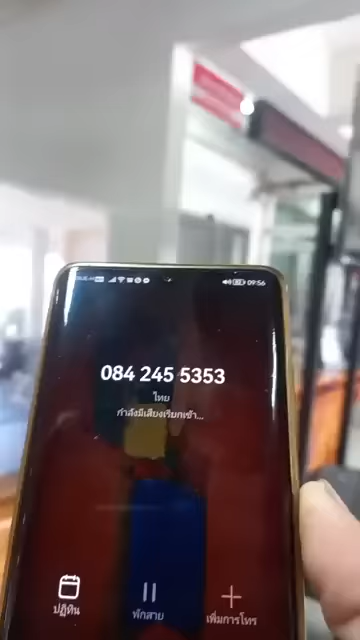 09:56
084 245 5353
ไทย
กำลังมีเสียงเรียกเข้า...
ปฏิทิน
พักสาย
เพิ่มการโทร